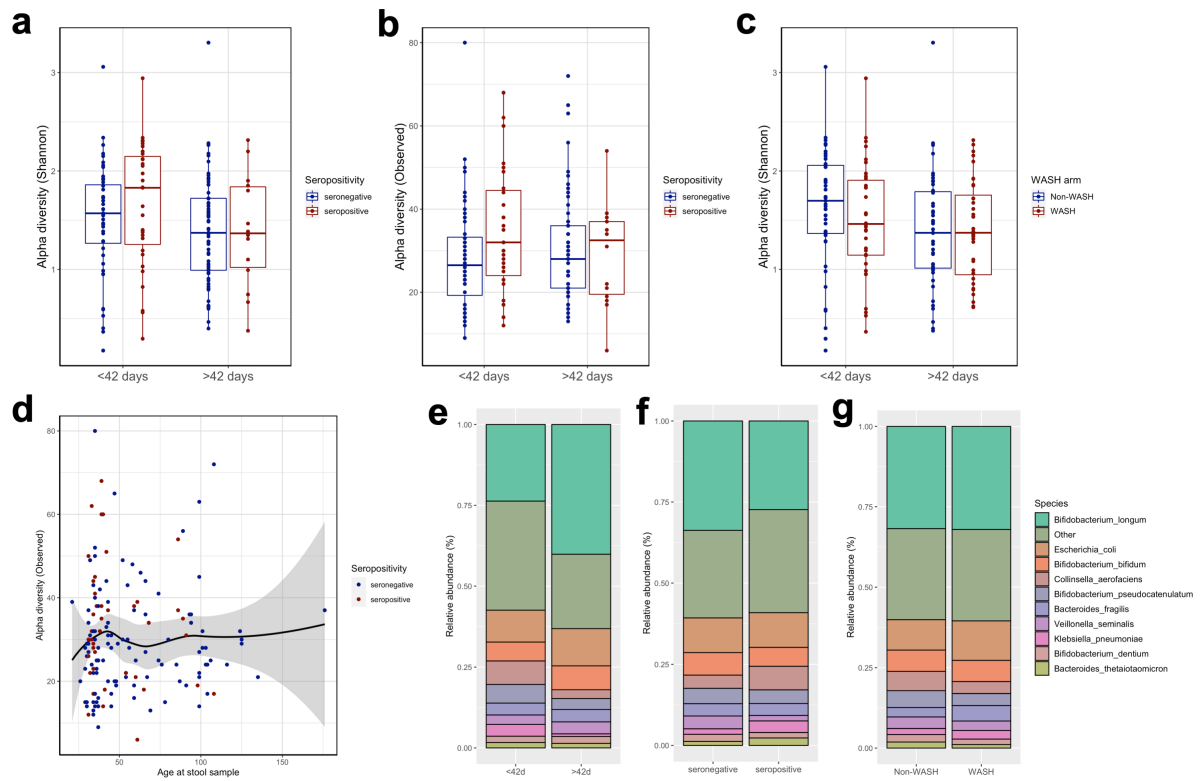 a
Alpha diversity (Shannon)
3
2
1
<42 days
>42 days
Seropositivity
seronegative
seropositive
b
Alpha diversity (Observed)
80
60
40
20
<42 days
>42 days
Seropositivity
seronegative
seropositive
c
Alpha diversity (Shannon)
3
2
1
<42 days
>42 days
WASH arm
Non-WASH
WASH
d
Alpha diversity (Observed)
80
60
40
20
50
100
150
Age at stool sample
Seropositivity
seronegative
seropositive
e
Relative abundance (%)
1.00
0.75
0.50
0.25
0.00
<42d
>42d
f
Relative abundance (%)
1.00
0.75
0.50
0.25
0.00
seronegative
seropositive
g
Relative abundance (%)
1.00
0.75
0.50
0.25
0.00
Non-WASH
WASH
Species
Bifidobacterium_longum
Other
Escherichia_coli
Bifidobacterium_bifidum
Collinsella_aerofaciens
Bifidobacterium_pseudocatenulatum
Bacteroides_fragilis
Veillonella_seminalis
Klebsiella_pneumoniae
Bifidobacterium_dentium
Bacteroides_thetaiotaomicron